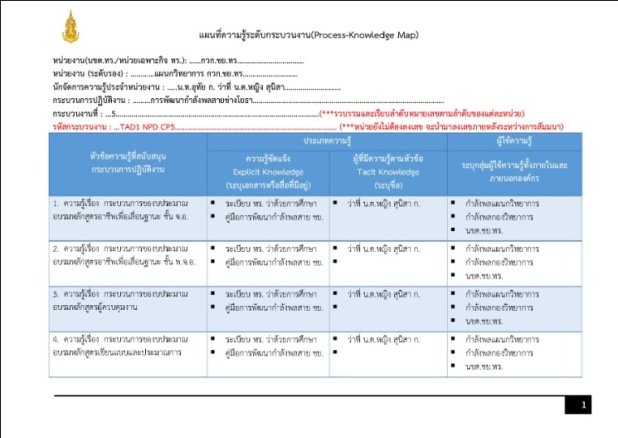 แผนที่ความรู้ระดับกระบวนงาน(Process-Knowledge Map)
หน่วยงาน(นขต.ทร./หน่วยเฉพาะกิจ ทร.): ......กวก.ชย.ทร...................................
หน่วยงาน (ระดับรอง) : ............แผนกวิทยาการ กวก.ชย.ทร............................
นักจัดการความรู้ประจำหน่วยงาน : .....น.ท.อุทัย ก. ว่าที่ น.ต.หญิง สุนิสา.............................
กระบวนการปฏิบัติงาน : .........การพัฒนากำลังพลสายช่างโยธา..............................
กระบวนงานที่ : ...5..............................(***รวบรวมและเรียงลำดับหมายเลขตามลำดับของแต่ละหน่วย)
รหัสกระบวนงาน : ...TAD1 NPD CP5.............................. (***หน่วยยังไม่ต้องลงเลข จะนำมาลงเลขภายหลังระหว่างการสัมมนา)
หัวข้อความรู้ที่สนับสนุน
กระบวนการปฏิบัติงาน
ประเภทความรู้
ผู้ใช้ความรู้
ความรู้ชัดแจ้ง
Explicit Knowledge
(ระบุเอกสารหรือสื่อที่มีอยู่)
ผู้ที่มีความรู้ตามหัวข้อ
Tacit Knowledge
(ระบุชื่อ)
ระบุกลุ่มผู้ใช้ความรู้ทั้งภายในและ
ภายนอกองค์กร
1. ความรู้เรื่อง กระบวนการของบประมาณ
อบรมหลักสูตรอาชีพเพื่อเลื่อนฐานะ ชั้น จ.อ.
▪ ระเบียบ ทร. ว่าด้วยการศึกษา
▪ คู่มือการพัฒนากำลังพลสาย ชย.
▪ ว่าที่ น.ต.หญิง สุนิสา ก.
▪
▪ กำลังพลแผนกวิทยาการ
▪ กำลังพลกองวิทยาการ
▪ นขต.ชย.ทร.
2. ความรู้เรื่อง กระบวนการของบประมาณ
อบรมหลักสูตรอาชีพเพื่อเลื่อนฐานะ ชั้น พ.จ.อ.
▪ ระเบียบ ทร. ว่าด้วยการศึกษา
▪ คู่มือการพัฒนากำลังพลสาย ชย.
▪ ว่าที่ น.ต.หญิง สุนิสา ก.
▪
▪ กำลังพลแผนกวิทยาการ
▪ กำลังพลกองวิทยาการ
▪ นขต.ชย.ทร.
3. ความรู้เรื่อง กระบวนการของบประมาณ
อบรมหลักสูตรผู้ควบคุมงาน
▪ ระเบียบ ทร. ว่าด้วยการศึกษา
▪ คู่มือการพัฒนากำลังพลสาย ชย.
▪ ว่าที่ น.ต.หญิง สุนิสา ก.
▪
▪ กำลังพลแผนกวิทยาการ
▪ กำลังพลกองวิทยาการ
▪ นขต.ชย.ทร.
4. ความรู้เรื่อง กระบวนการของบประมาณ
อบรมหลักสูตรเขียนแบบและประมาณการ
▪ ระเบียบ ทร. ว่าด้วยการศึกษา
▪ คู่มือการพัฒนากำลังพลสาย ชย.
▪ ว่าที่ น.ต.หญิง สุนิสา ก.
▪
▪ กำลังพลแผนกวิทยาการ
▪ กำลังพลกองวิทยาการ
▪ นขต.ชย.ทร.
1